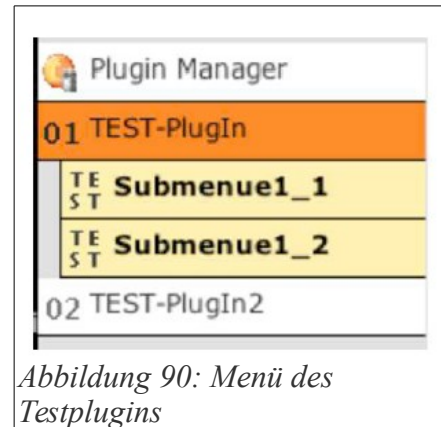 Plugin Manager
01 TEST-PlugIn
TE
ST Submenue1_1
TE
ST Submenue1_2
02 TEST-PlugIn2
Abbildung 90: Menü des
Testplugins